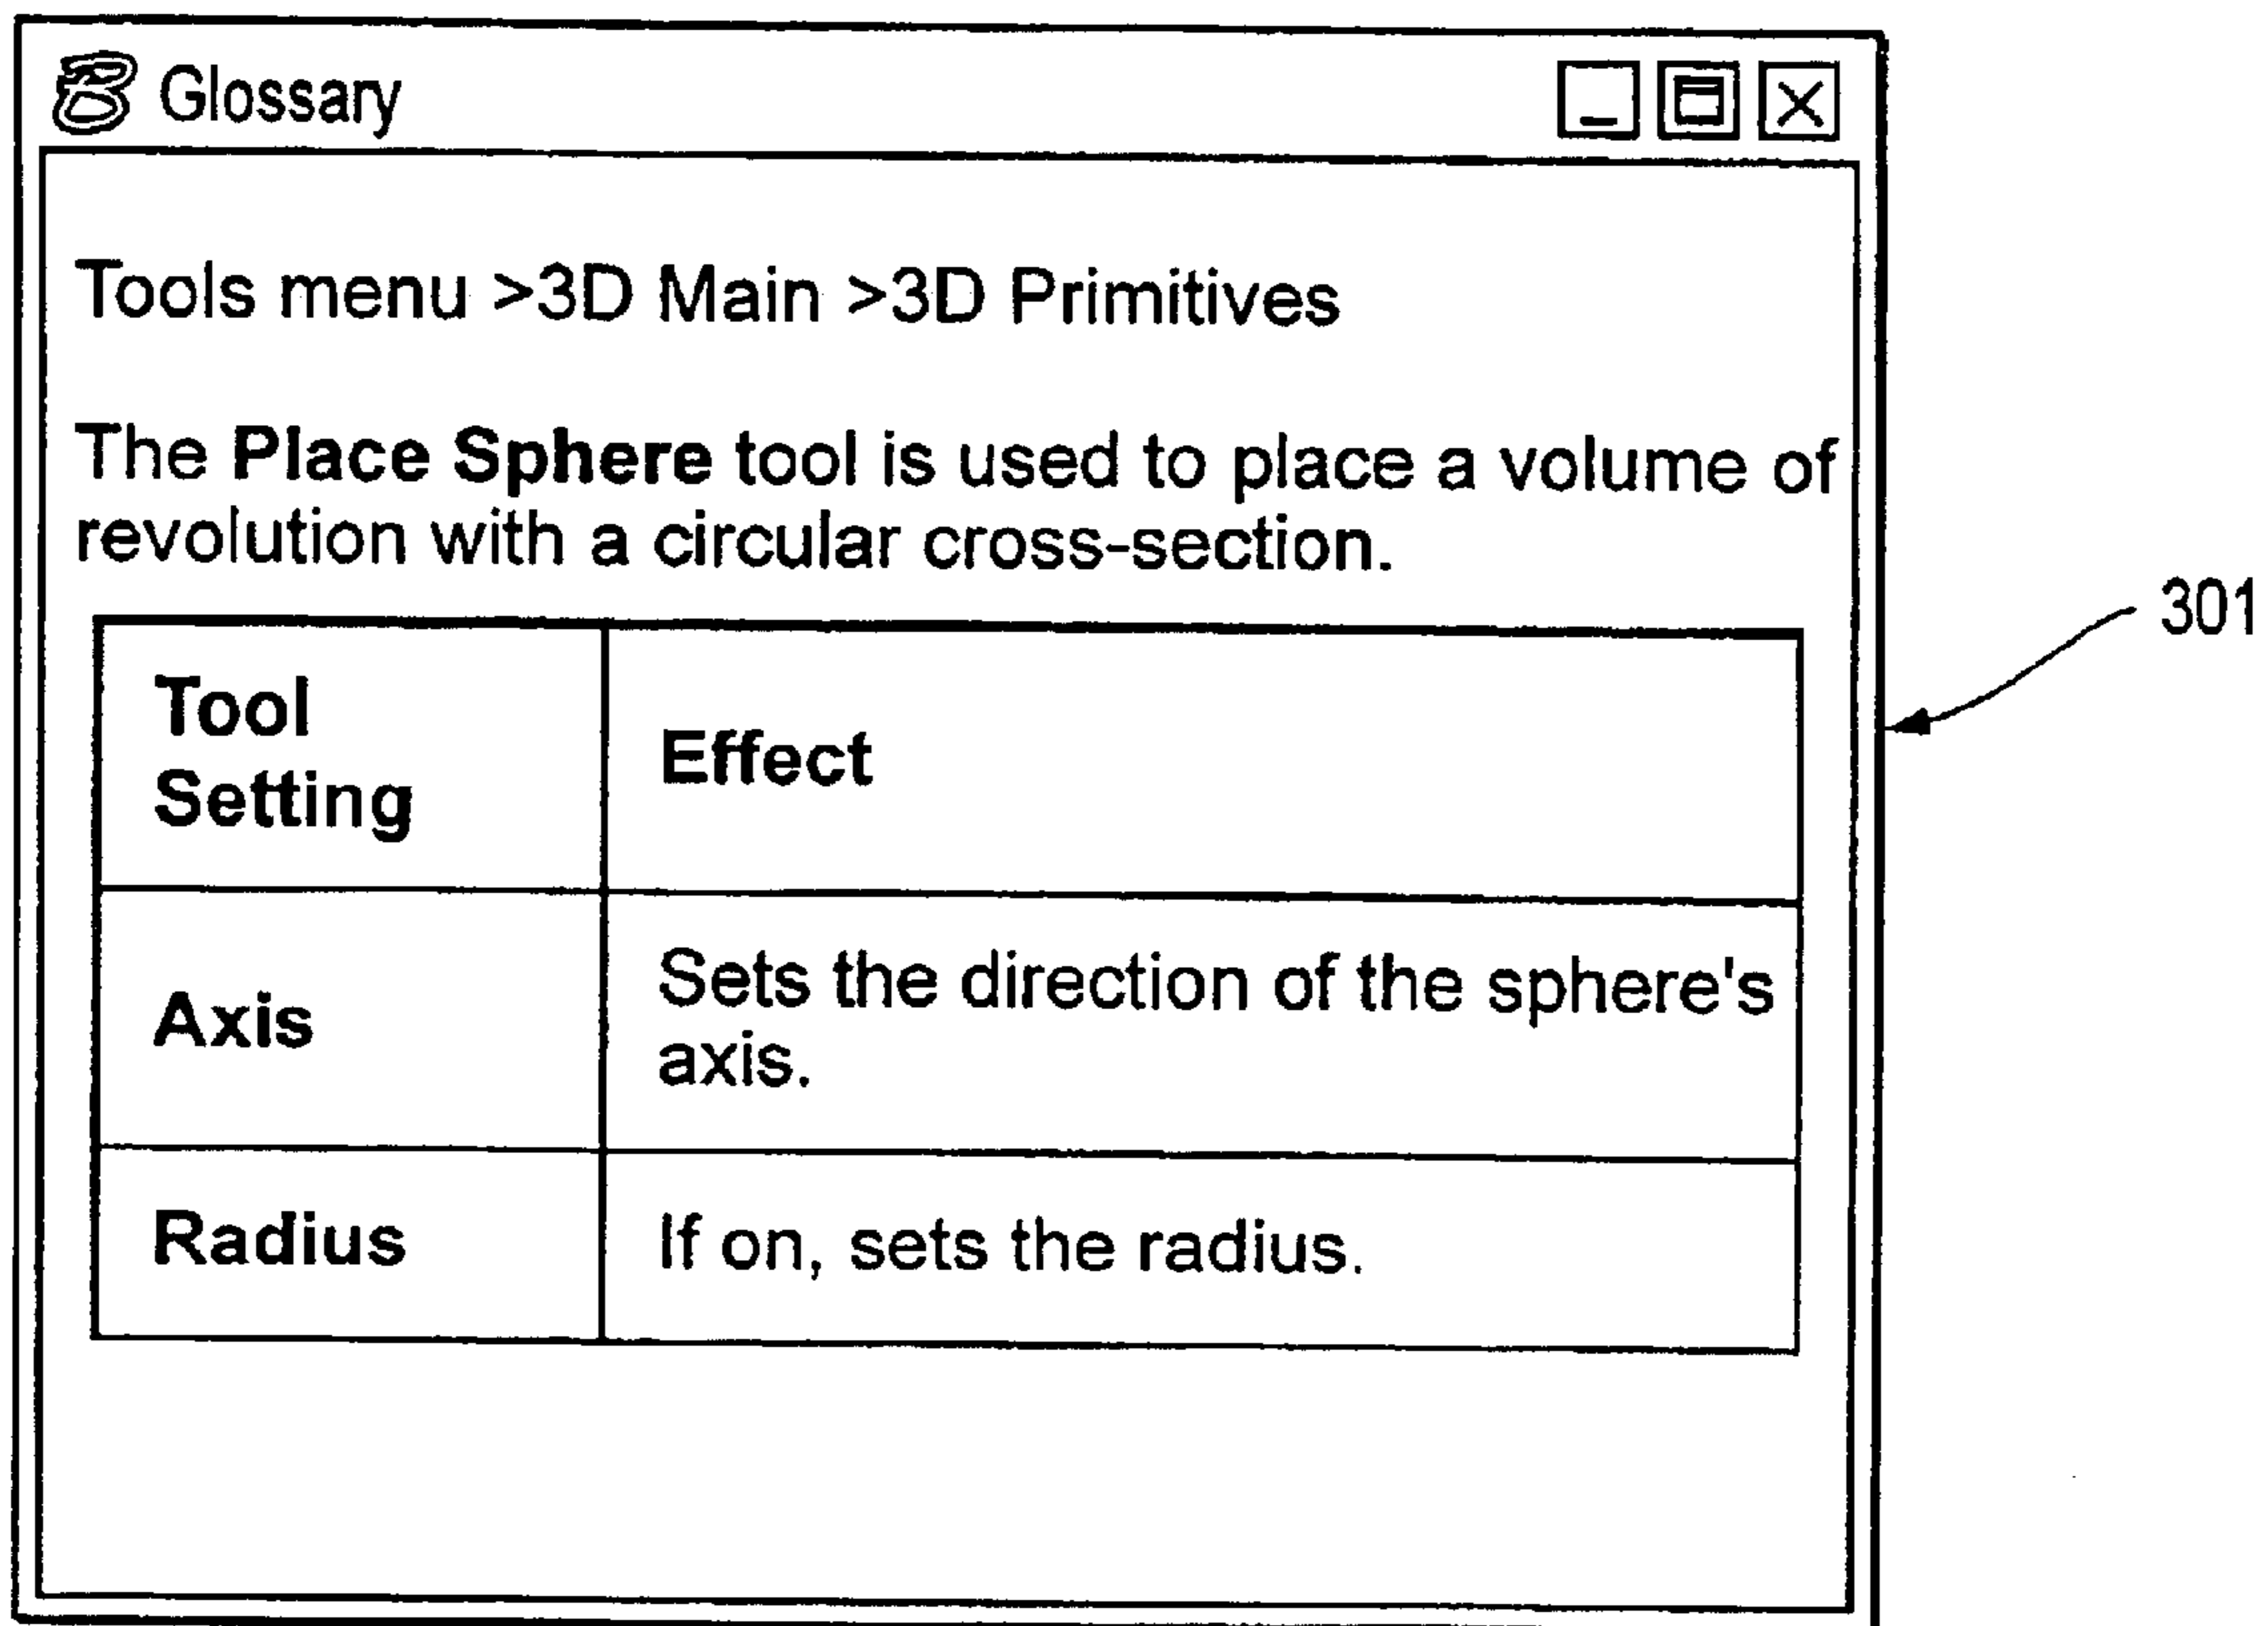 Glossary
Tools menu >3D Main >3D Primitives
The Place Sphere tool is used to place a volume of
revolution with a circular cross-section.
301
Tool
Setting
Effect
Axis
Sets the direction of the sphere's
axis.
Radius
If on, sets the radius.